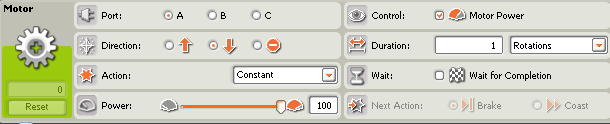 Motor
Port: A B C
Control: Motor Power
Direction:
Duration: 1 Rotations
Action: Constant
Wait: Wait for Completion
0
Reset
Power: 100
Next Action: Brake Coast